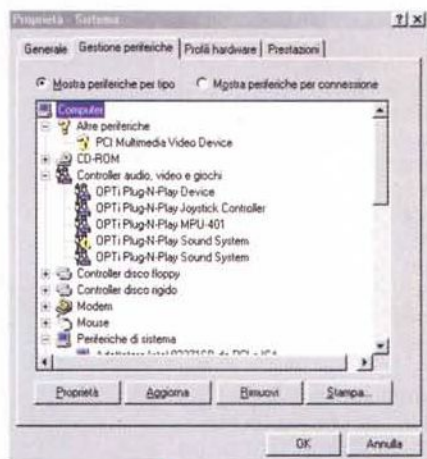 Proprietà - Sistema
Generale Gestione periferiche Profili hardware Prestazioni
Mostra periferiche per tipo Mostra periferiche per connessione
Computer
Altre periferiche
PCI Multimedia Video Device
CD-ROM
Controller audio, video e giochi
OPTi Plug-N-Play Device
OPTi Plug-N-Play Joystick Controller
OPTi Plug-N-Play MPU-401
OPTi Plug-N-Play Sound System
OPTi Plug-N-Play Sound System
Controller disco floppy
Controller disco rigido
Modem
Mouse
Periferiche di sistema
Proprietà Aggiorna Rimuovi Stampa...
OK Annulla